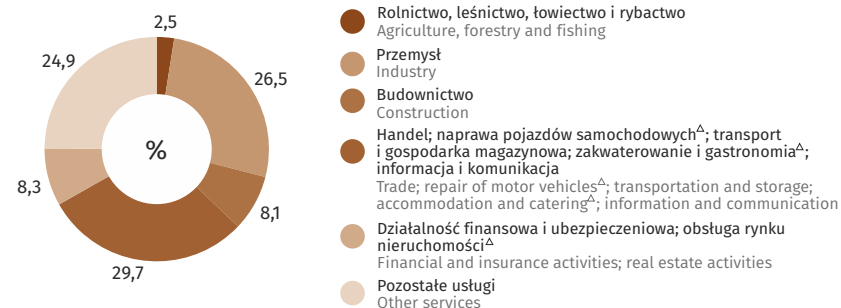 2,5
24,9
26,5
%
8,3
8,1
29,7
Rolnictwo, leśnictwo, łowiectwo i rybactwo
Agriculture, forestry and fishing
Przemysł
Industry
Budownictwo
Construction
Handel; naprawa pojazdów samochodowych△; transport
i gospodarka magazynowa; zakwaterowanie i gastronomia△;
informacja i komunikacja
Trade; repair of motor vehicles△; transportation and storage;
accommodation and catering△; information and communication
Działalność finansowa i ubezpieczeniowa; obsługa rynku
nieruchomości△
Financial and insurance activities; real estate activities
Pozostałe usługi
Other services